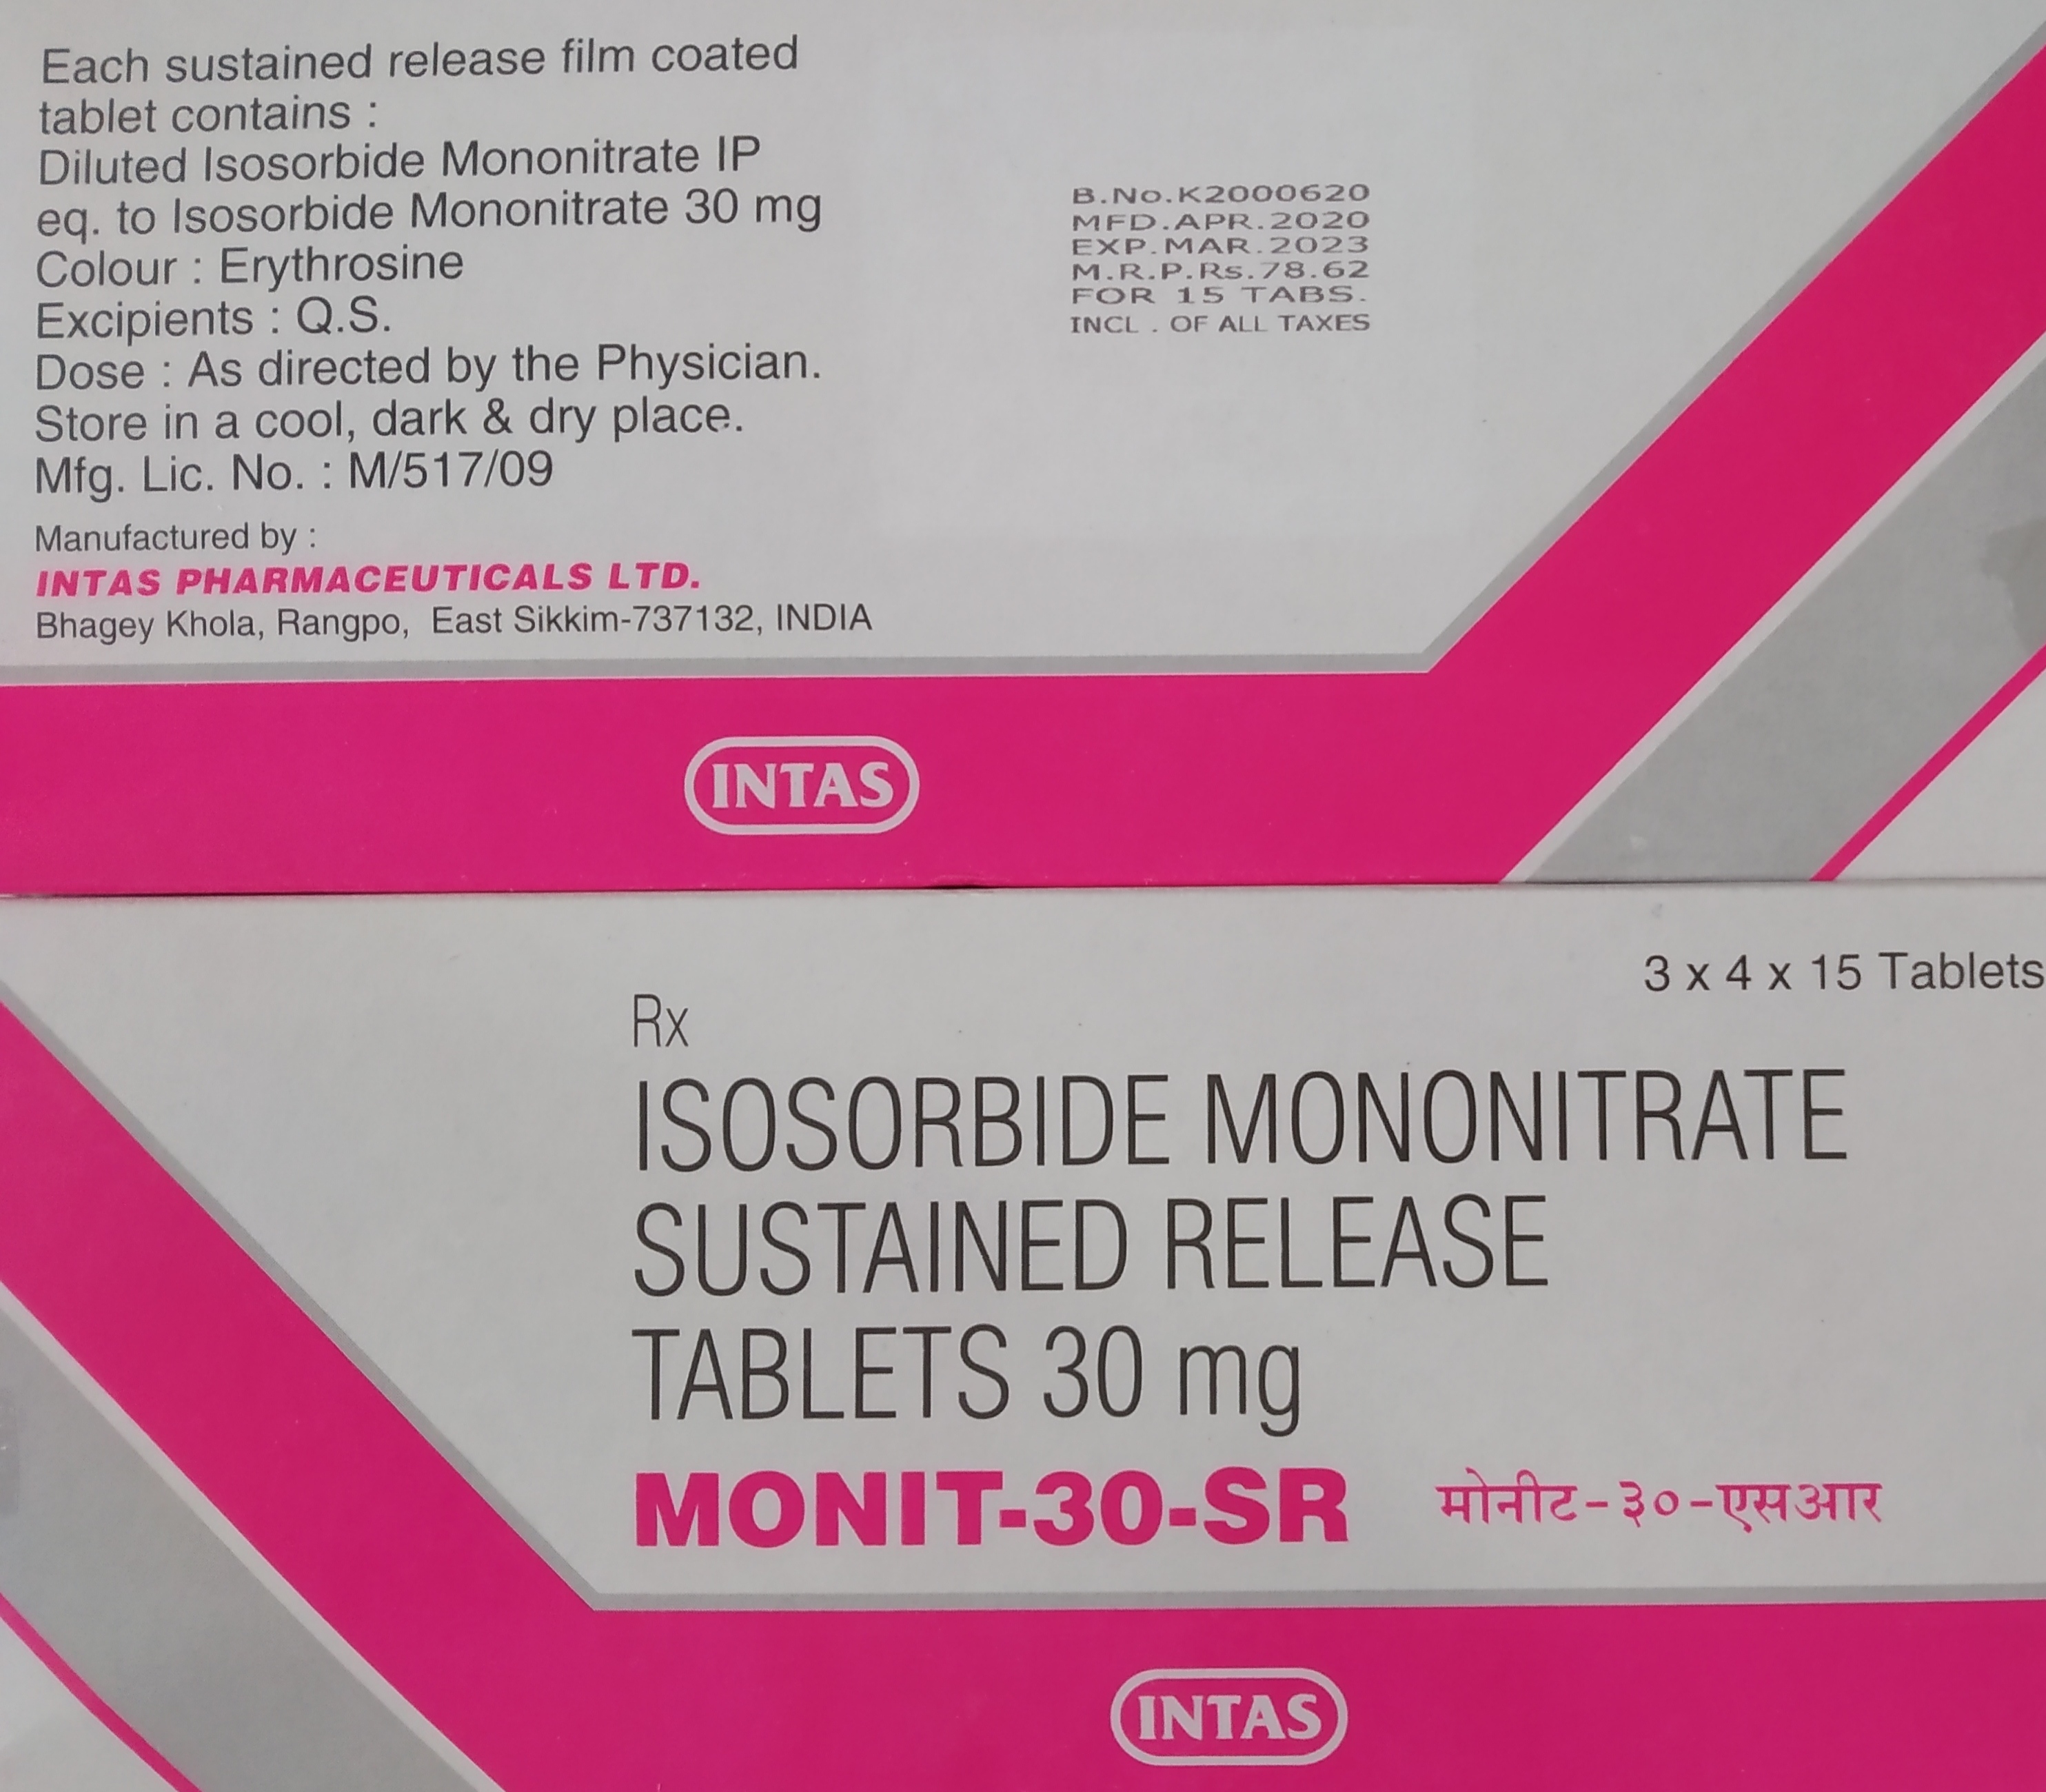 Each sustained release film coated
tablet contains :
Diluted Isosorbide Mononitrate IP
eq. to Isosorbide Mononitrate 30 mg
Colour : Erythrosine
Excipients : Q.S.
Dose : As directed by the Physician.
Store in a cool, dark & dry place.
Mfg. Lic. No. : M/517/09
Manufactured by :
INTAS PHARMACEUTICALS LTD.
Bhagey Khola, Rangpo, East Sikkim-737132, INDIA
B.No.K2000620
MFD.APR.2020
EXP.MAR.2023
M.R.P.Rs.78.62
FOR 15 TABS.
INCL . OF ALL TAXES
INTAS
3 x 4 x 15 Tablets
Rx
ISOSORBIDE MONONITRATE
SUSTAINED RELEASE
TABLETS 30 mg
MONIT-30-SR मोनीट-३०-एसआर
INTAS